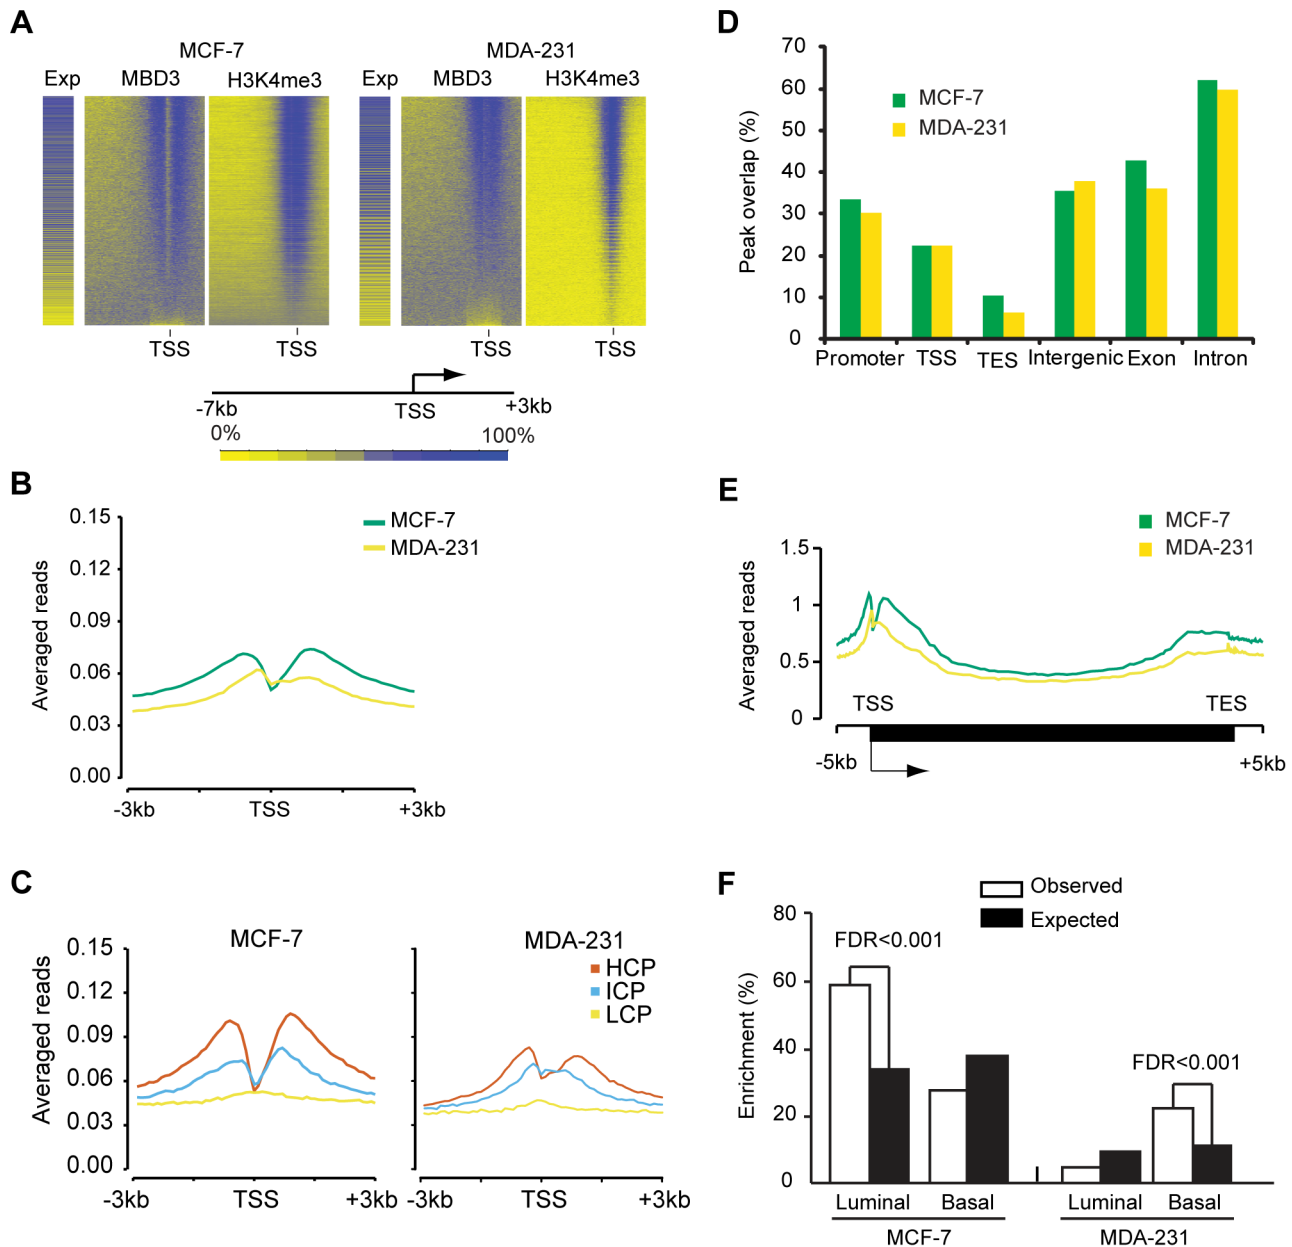 A
MCF-7
MDA-231
Exp
MBD3
H3K4me3
Exp
MBD3
H3K4me3
TSS
TSS
TSS
TSS
-7kb
TSS
+3kb
0%
100%
B
0.15
0.12
0.09
0.06
0.03
0.00
Averaged reads
MCF-7
MDA-231
-3kb
TSS
+3kb
C
MCF-7
MDA-231
HCP
ICP
LCP
0.15
0.12
0.09
0.06
0.03
0.00
Averaged reads
-3kb
TSS
+3kb
-3kb
TSS
+3kb
D
70
60
50
40
30
20
10
0
Peak overlap (%)
MCF-7
MDA-231
Promoter
TSS
TES
Intergenic
Exon
Intron
E
MCF-7
MDA-231
1.5
1
0.5
0
Averaged reads
TSS
TES
-5kb
+5kb
F
Observed
Expected
80
60
40
20
0
Enrichment (%)
FDR<0.001
FDR<0.001
Luminal
Basal
Luminal
Basal
MCF-7
MDA-231